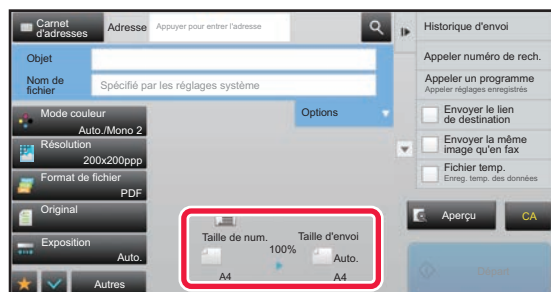 Carnet
d'adresses
Adresse
Appuyer pour entrer l'adresse
Historique d'envoi
Objet
Appeler numéro de rech.
Nom de
fichier
Spécifié par les réglages système
Appeler un programme
Appeler réglages enregistrés
Mode couleur
Auto./Mono 2
Options
Envoyer le lien
de destination
Résolution
200x200ppp
Envoyer la même
image qu'en fax
Format de fichier
PDF
Fichier temp.
Enreg. temp. des données
Original
Aperçu
CA
Exposition
Auto.
Taille de num.
100%
Taille d'envoi
Auto.
A4
A4
Autres